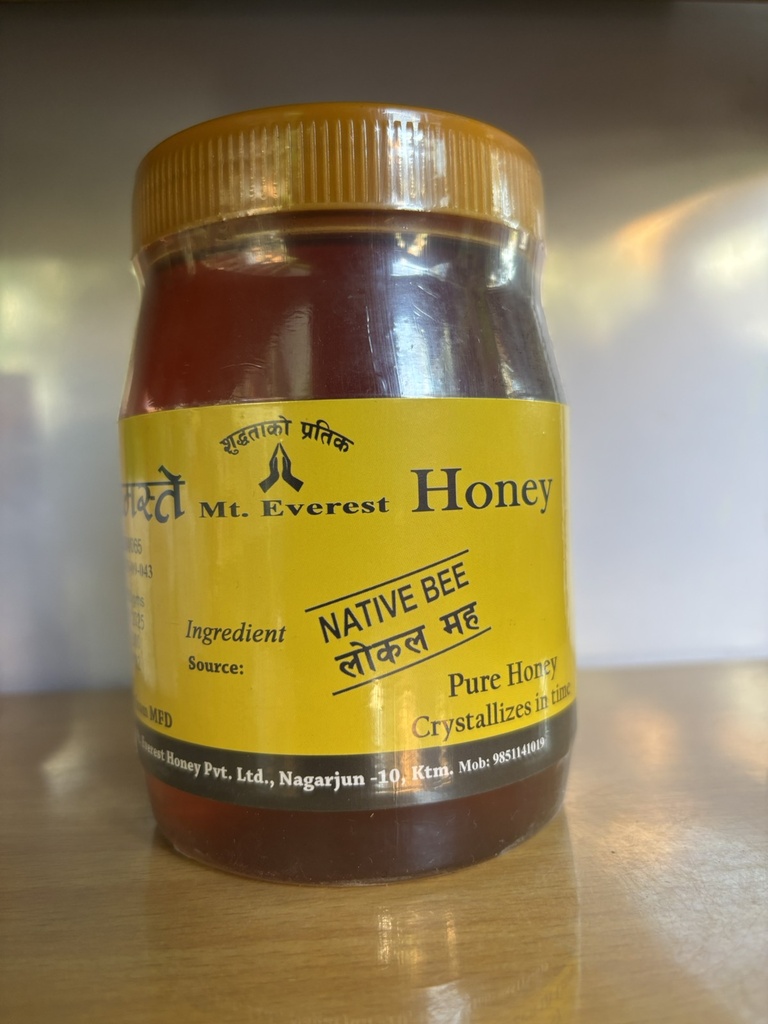 शुद्धताको प्रतिक
Mt. Everest Honey
NATIVE BEE
लोकल मह
Ingredient
Source:
Pure Honey
Crystallizes in time
MFD
Everest Honey Pvt. Ltd., Nagarjun -10, Ktm. Mob: 9851141019